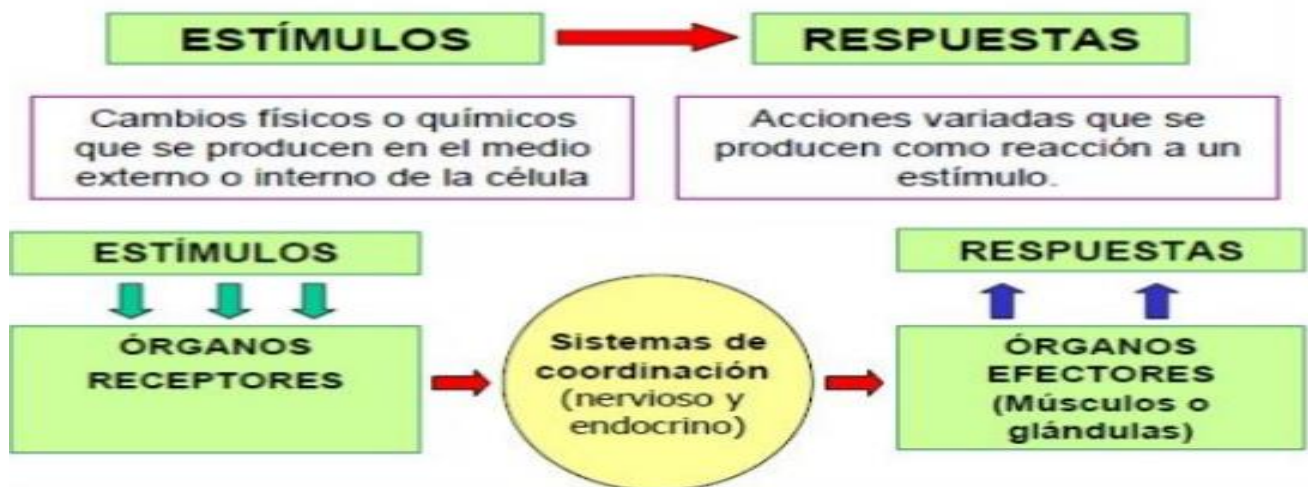 ESTÍMULOS
RESPUESTAS
Cambios físicos o químicos
que se producen en el medio
externo o interno de la célula
Acciones variadas que se
producen como reacción a un
estímulo.
ESTÍMULOS
RESPUESTAS
ÓRGANOS
RECEPTORES
Sistemas de
coordinación
(nervioso y
endocrino)
ÓRGANOS
EFECTORES
(Músculos o
glándulas)